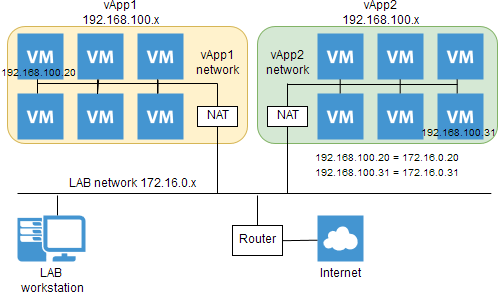 vApp1
192.168.100.x
vApp2
192.168.100.x
VM
VM
VM
192.168.100.20
vApp1
network
VM
VM
VM
NAT
vApp2
network
VM
VM
VM
NAT
VM
VM
VM
192.168.100.31
192.168.100.20 = 172.16.0.20
192.168.100.31 = 172.16.0.31
LAB network 172.16.0.x
LAB
workstation
Router
Internet